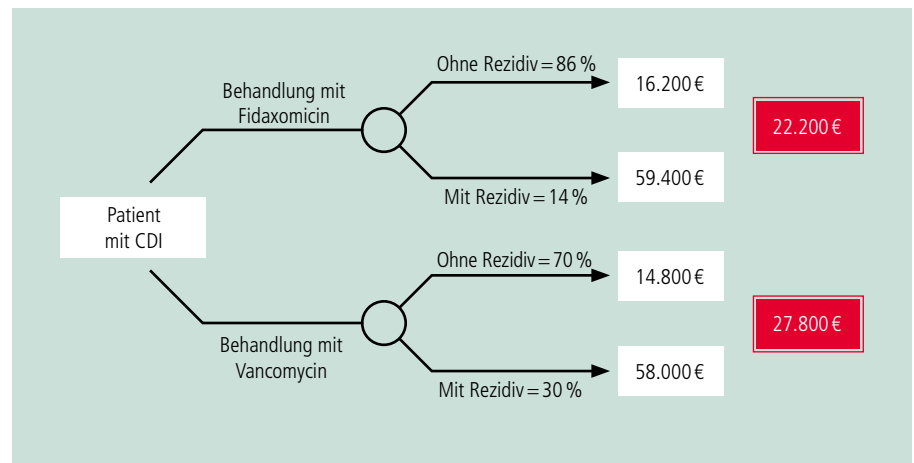 Ohne Rezidiv = 86 %
16.200 €
Behandlung mit
Fidaxomicin
22.200 €
59.400 €
Mit Rezidiv = 14 %
Patient
mit CDI
Ohne Rezidiv = 70 %
14.800 €
27.800 €
Behandlung mit
Vancomycin
58.000 €
Mit Rezidiv = 30 %